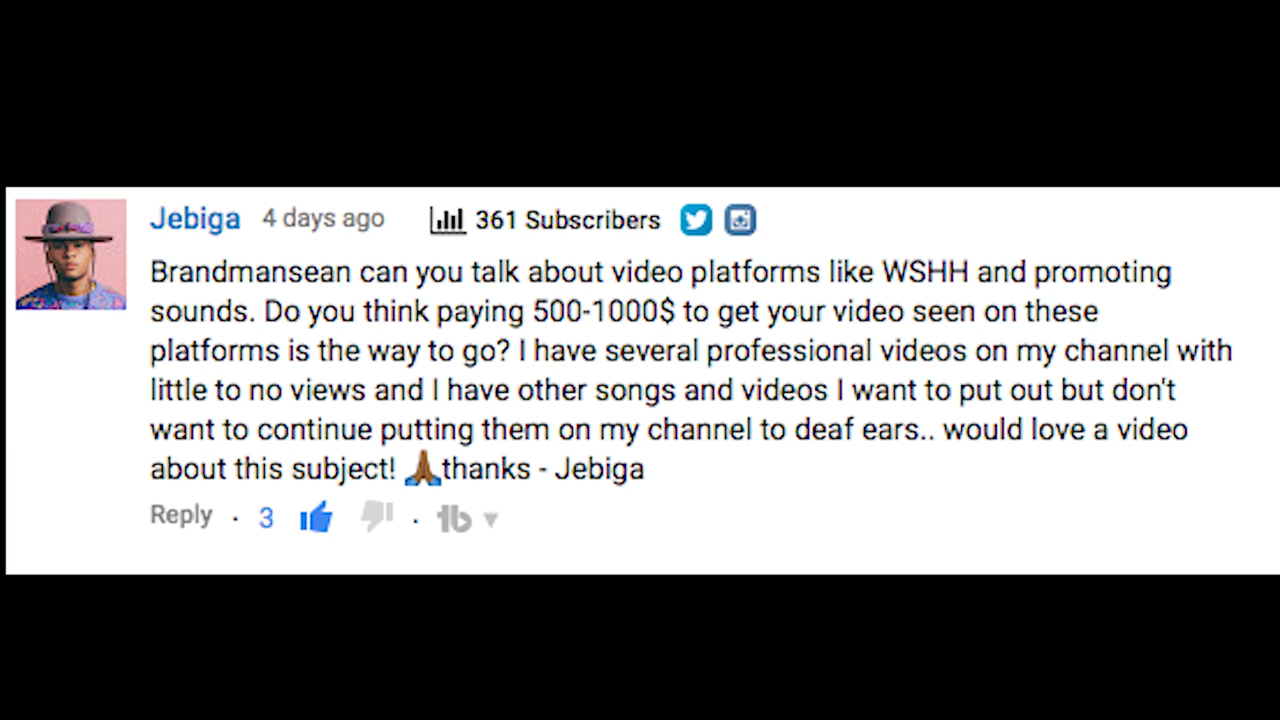 Jebiga 4 days ago 361 Subscribers
Brandmansean can you talk about video platforms like WSHH and promoting
sounds. Do you think paying 500-1000$ to get your video seen on these
platforms is the way to go? I have several professional videos on my channel with
little to no views and I have other songs and videos I want to put out but don't
want to continue putting them on my channel to deaf ears.. would love a video
about this subject! 🙏🏾thanks - Jebiga
Reply · 3 · tb ▼